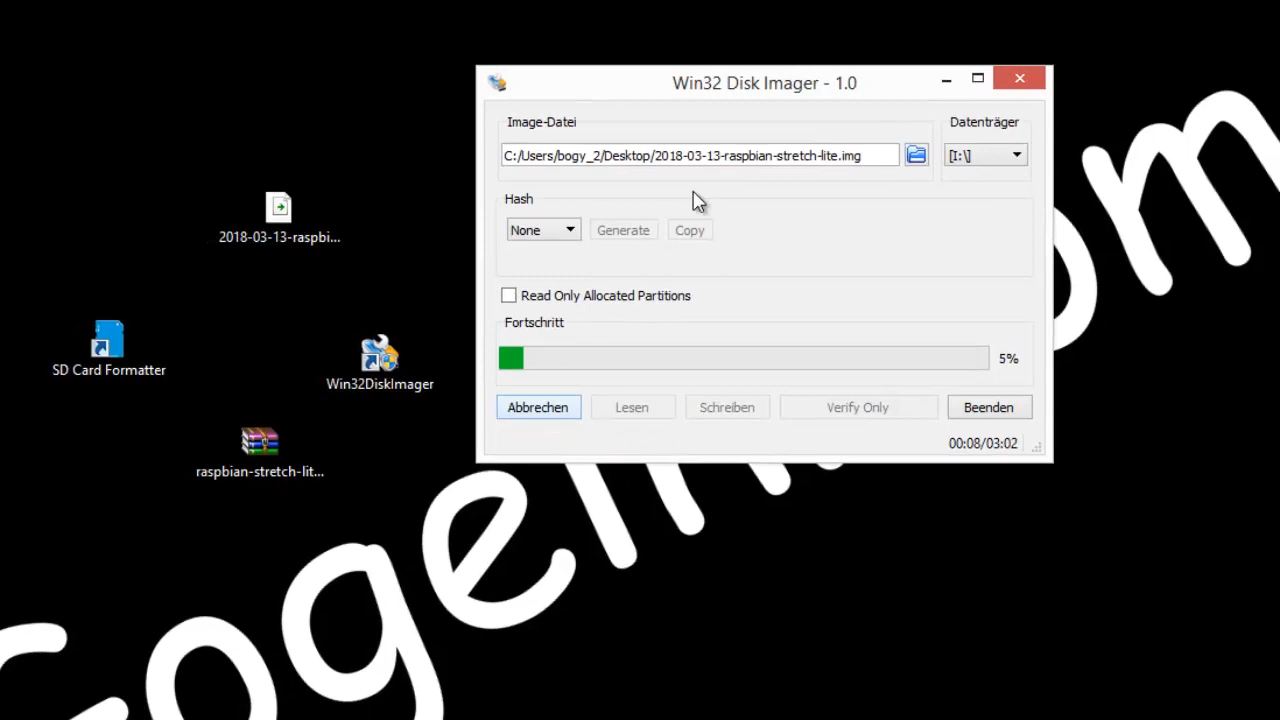 Win32 Disk Imager - 1.0
Image-Datei
Datenträger
C:/Users/bogy_2/Desktop/2018-03-13-raspbian-stretch-lite.img
[I:\]
Hash
None
Generate
Copy
Read Only Allocated Partitions
Fortschritt
5%
Abbrechen
Lesen
Schreiben
Verify Only
Beenden
00:08/03:02
2018-03-13-raspbi...
SD Card Formatter
Win32DiskImager
raspbian-stretch-lit...